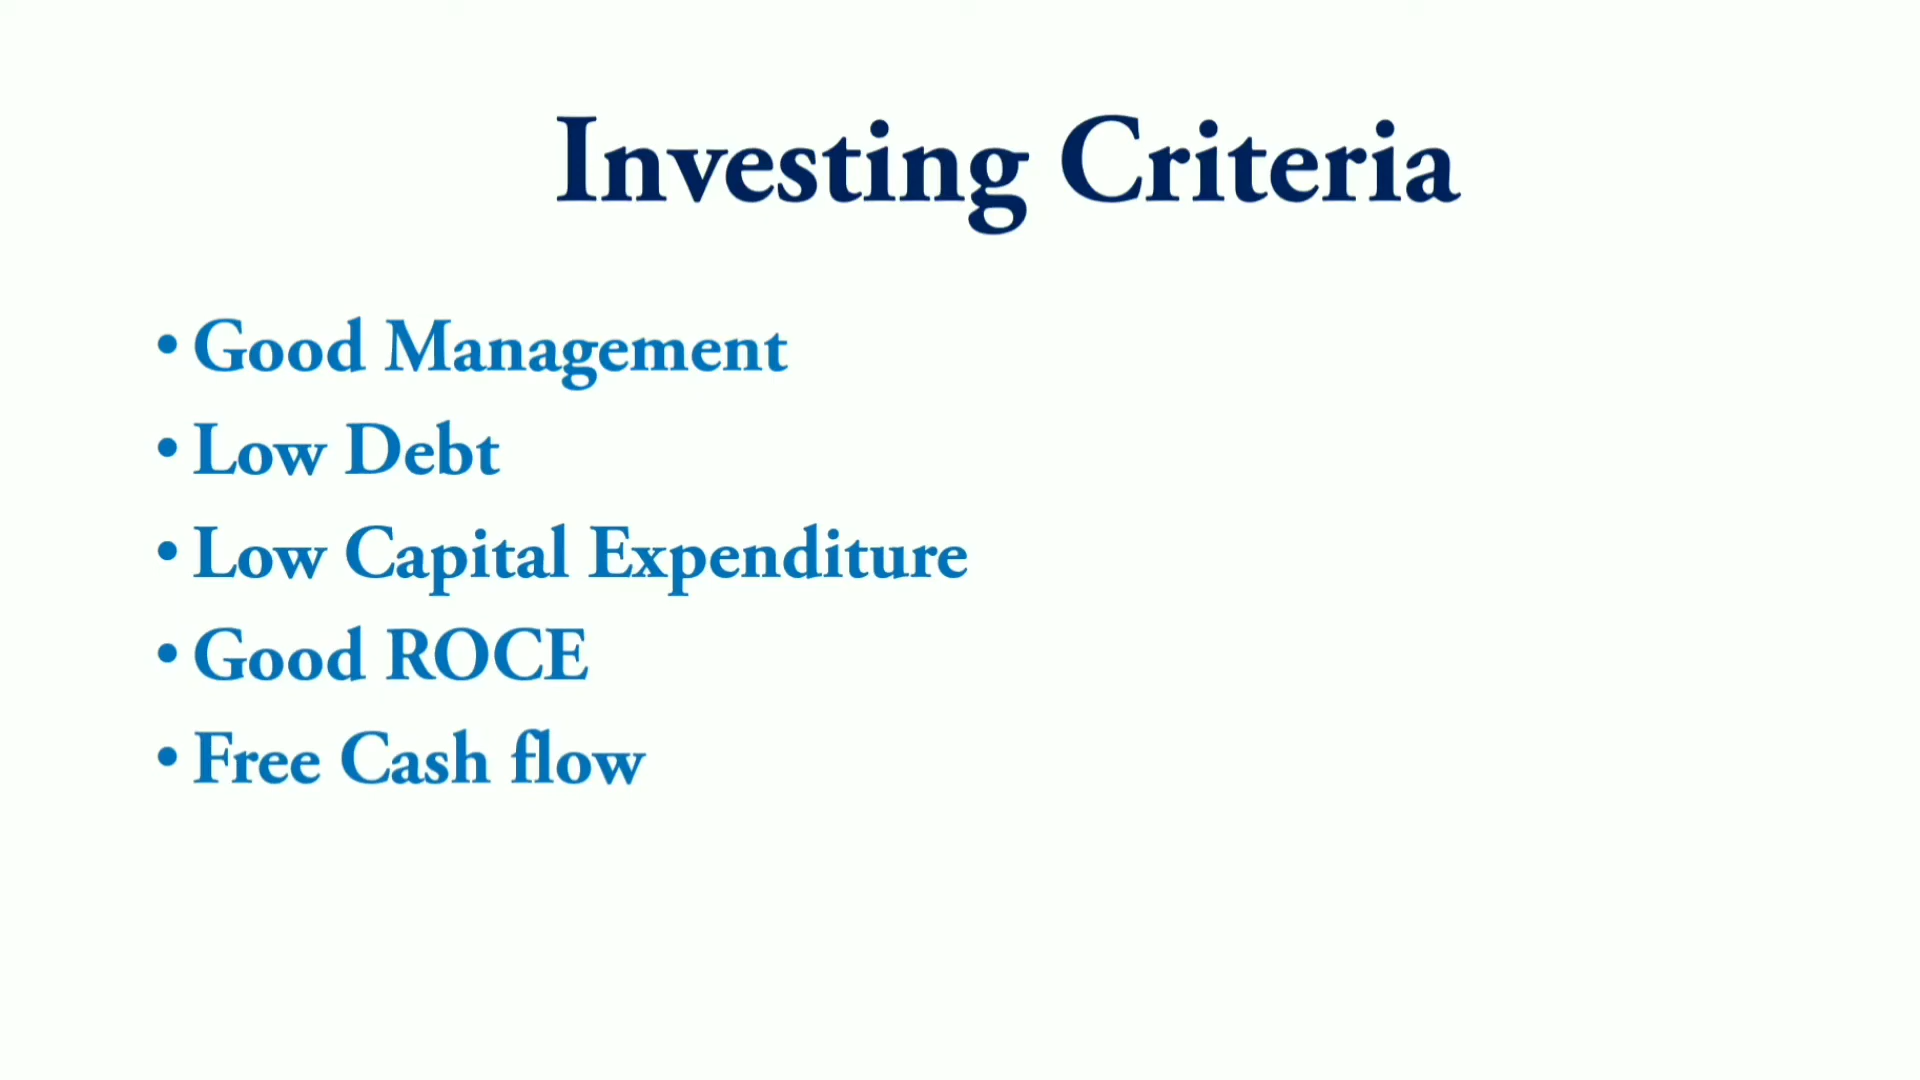 Investing Criteria
• Good Management
• Low Debt
• Low Capital Expenditure
• Good ROCE
• Free Cash flow